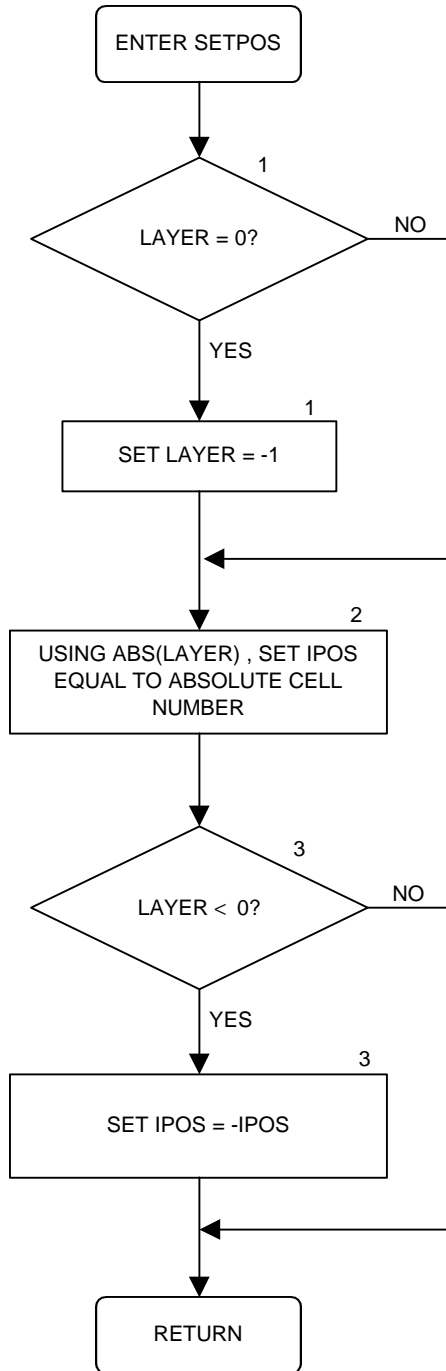 ENTER SETPOS
1
LAYER = 0?
NO
YES
1
SET LAYER = -1
2
USING ABS(LAYER) , SET IPOS
EQUAL TO ABSOLUTE CELL
NUMBER
3
LAYER < 0?
NO
YES
3
SET IPOS = -IPOS
RETURN